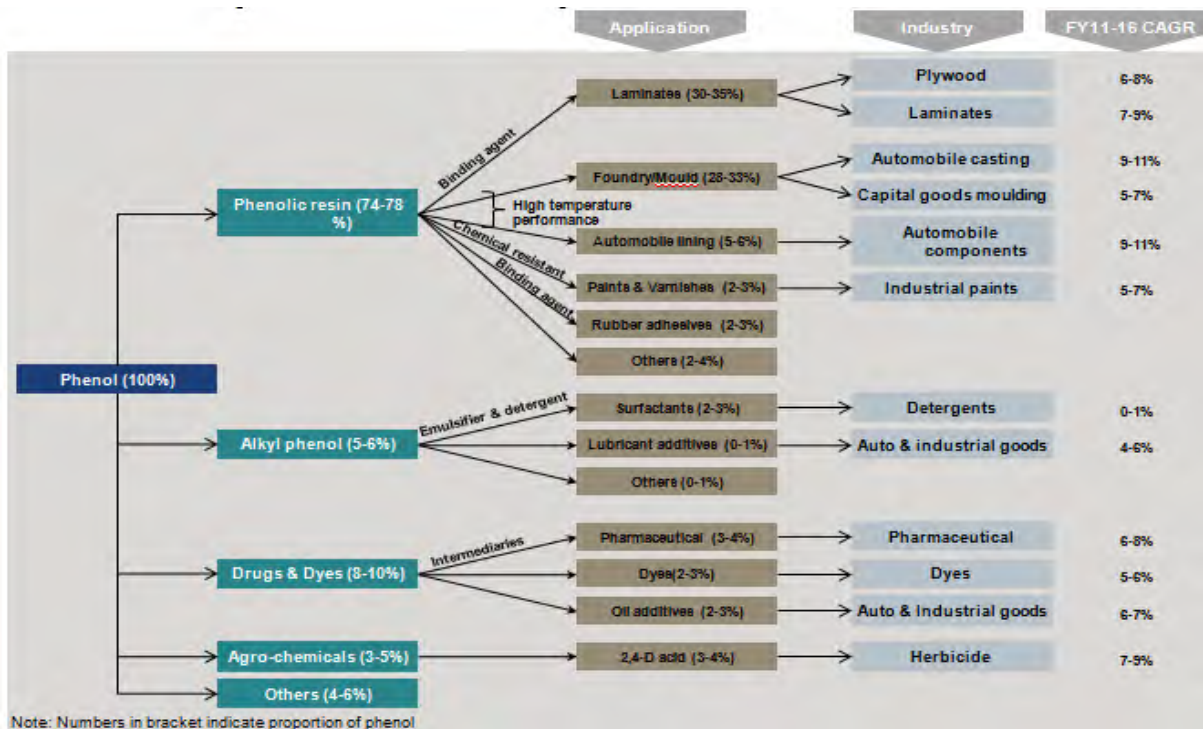 Application
Industry
FY11-16 CAGR
Laminates (30-35%)
Plywood
6-8%
Laminates
7-9%
Binding agent
Phenolic resin (74-78
%)
Foundry/Mould (28-33%)
Automobile casting
9-11%
Capital goods moulding
5-7%
High temperature
performance
Automobile lining (5-6%)
Automobile
components
9-11%
Chemical resistant
Paints & Varnishes (2-3%)
Industrial paints
5-7%
Binding agent
Rubber adhesives (2-3%)
Others (2-4%)
Phenol (100%)
Emulsifier & detergent
Alkyl phenol (5-6%)
Surfactants (2-3%)
Detergents
0-1%
Lubricant additives (0-1%)
Auto & industrial goods
4-6%
Others (0-1%)
Intermediaries
Drugs & Dyes (8-10%)
Pharmaceutical (3-4%)
Pharmaceutical
6-8%
Dyes(2-3%)
Dyes
5-6%
Oil additives (2-3%)
Auto & Industrial goods
6-7%
Agro-chemicals (3-5%)
2,4-D acid (3-4%)
Herbicide
7-9%
Others (4-6%)
Note: Numbers in bracket indicate proportion of phenol